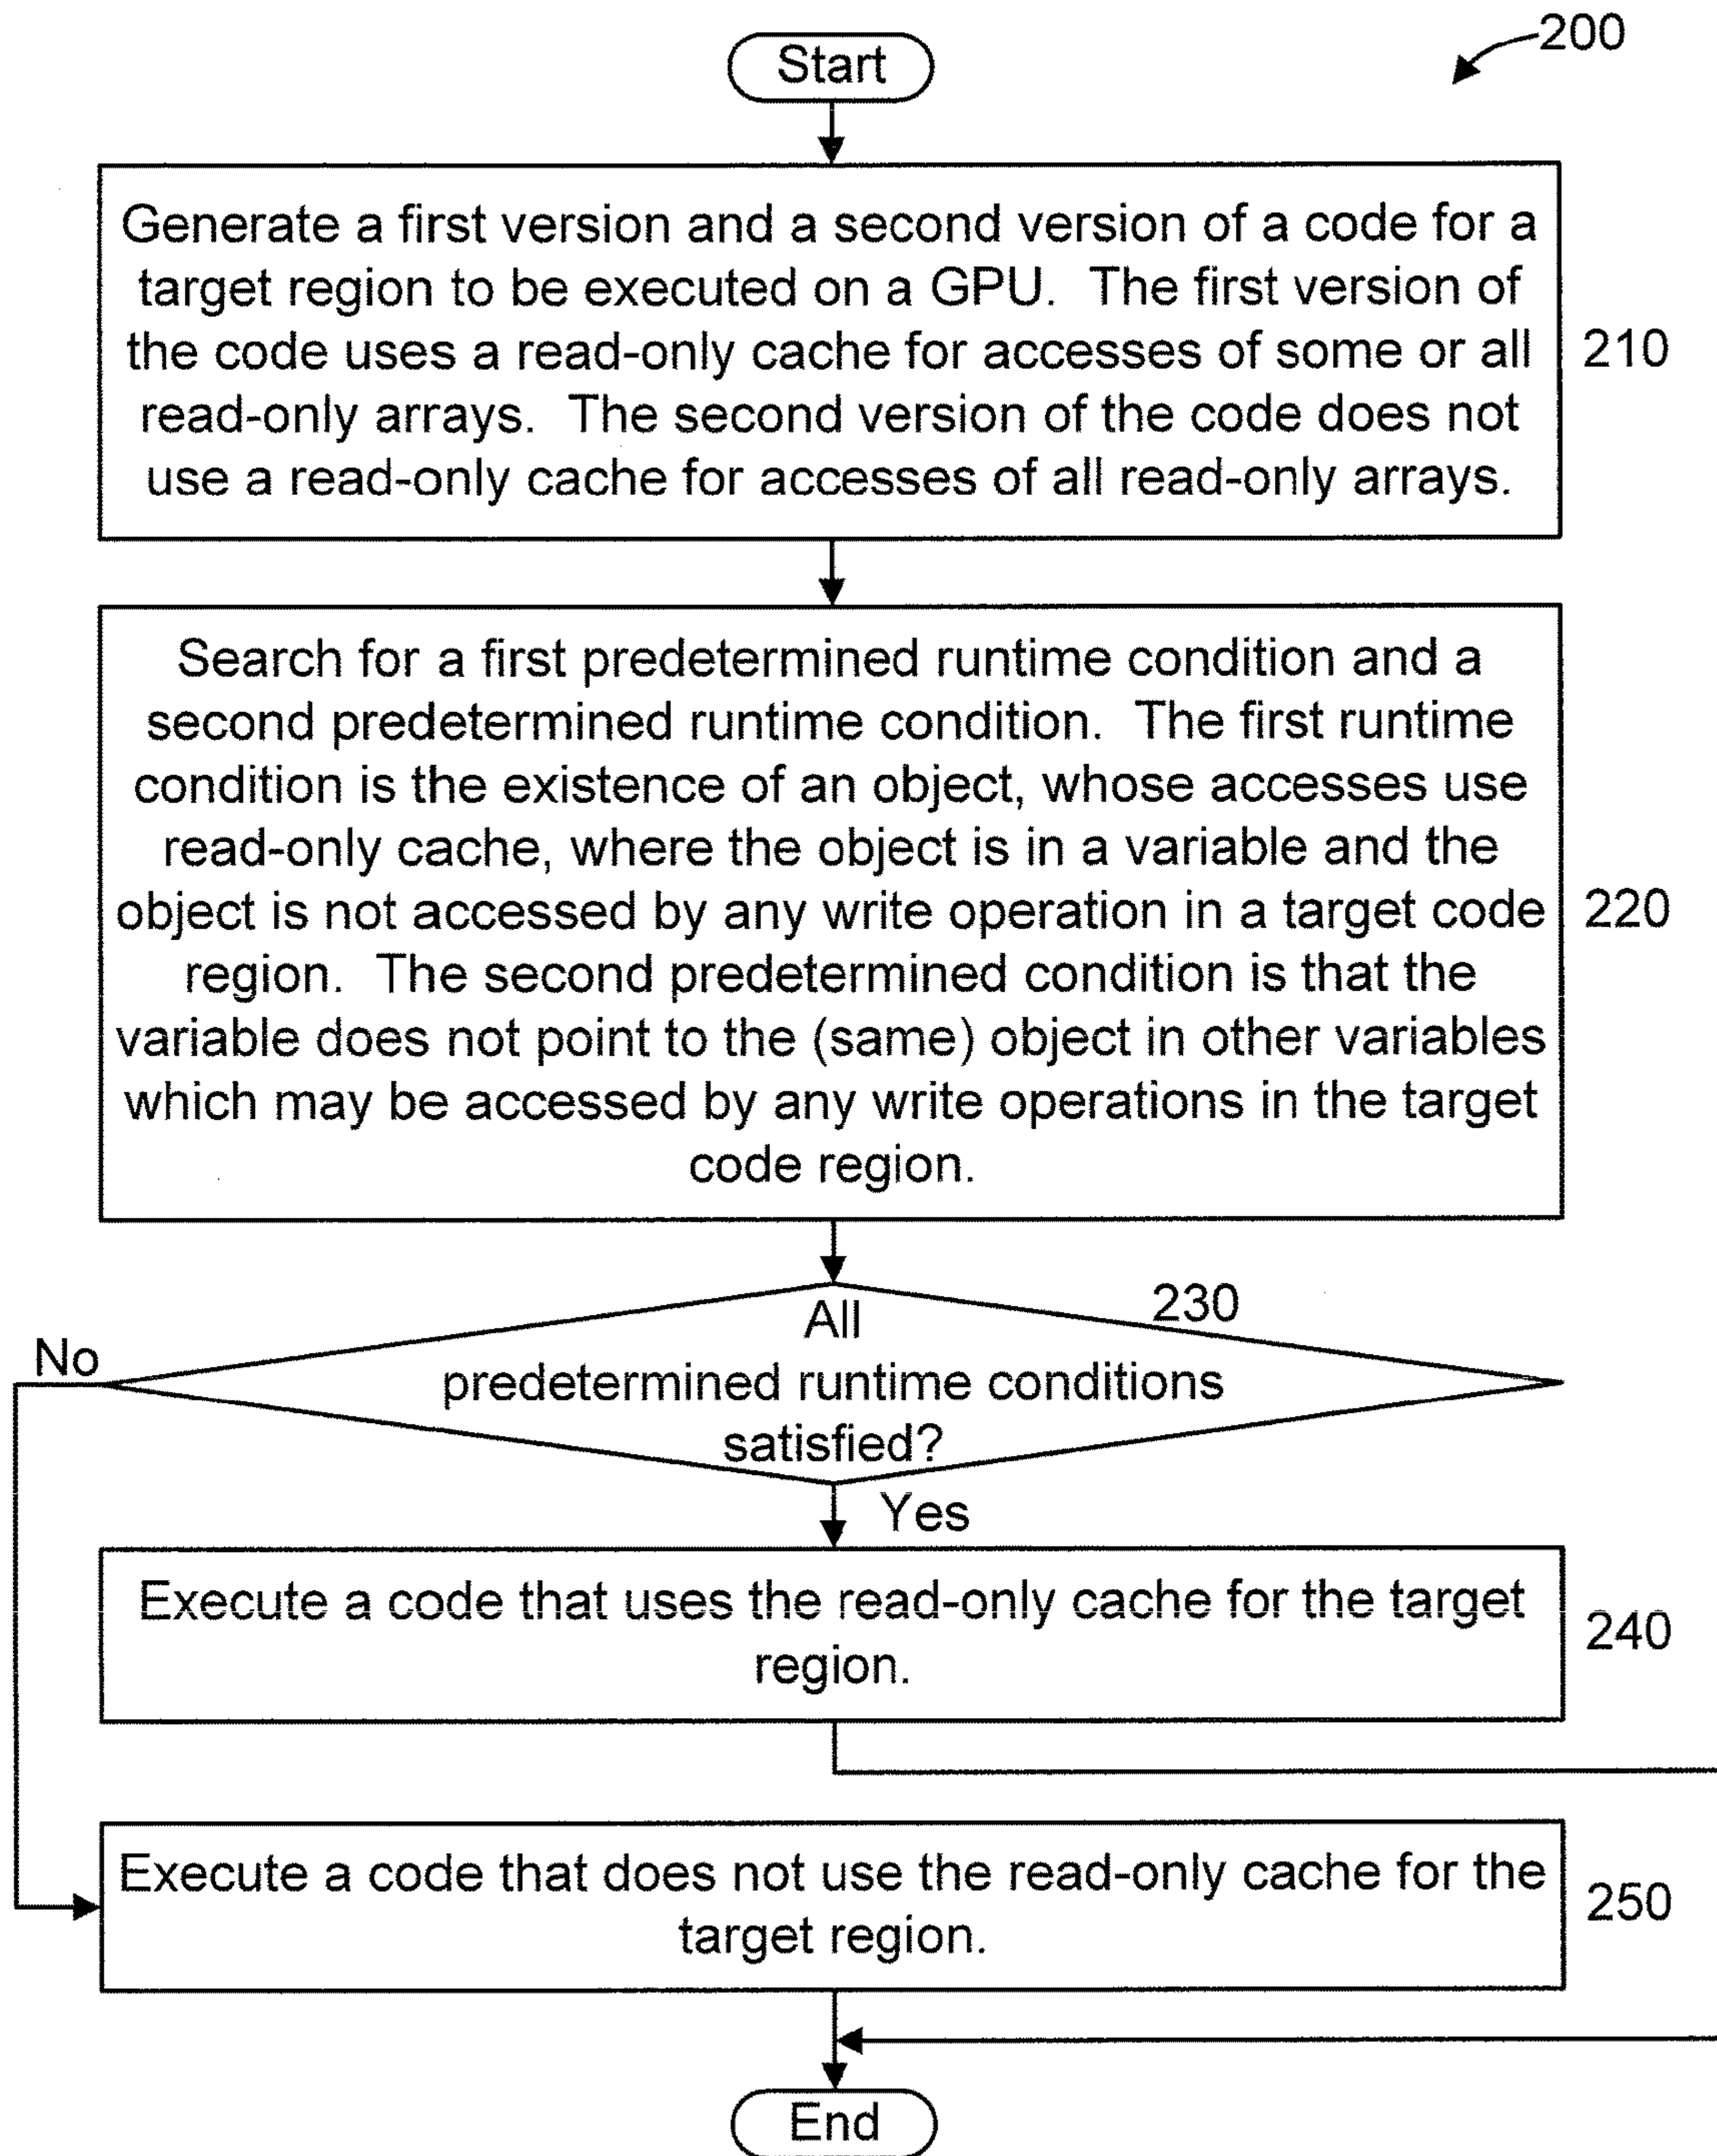 200
Start
Generate a first version and a second version of a code for a
target region to be executed on a GPU. The first version of
the code uses a read-only cache for accesses of some or all
read-only arrays. The second version of the code does not
use a read-only cache for accesses of all read-only arrays.
210
Search for a first predetermined runtime condition and a
second predetermined runtime condition. The first runtime
condition is the existence of an object, whose accesses use
read-only cache, where the object is in a variable and the
object is not accessed by any write operation in a target code
region. The second predetermined condition is that the
variable does not point to the (same) object in other variables
which may be accessed by any write operations in the target
code region.
220
230
All
predetermined runtime conditions
satisfied?
No
Yes
Execute a code that uses the read-only cache for the target
region.
240
Execute a code that does not use the read-only cache for the
target region.
250
End